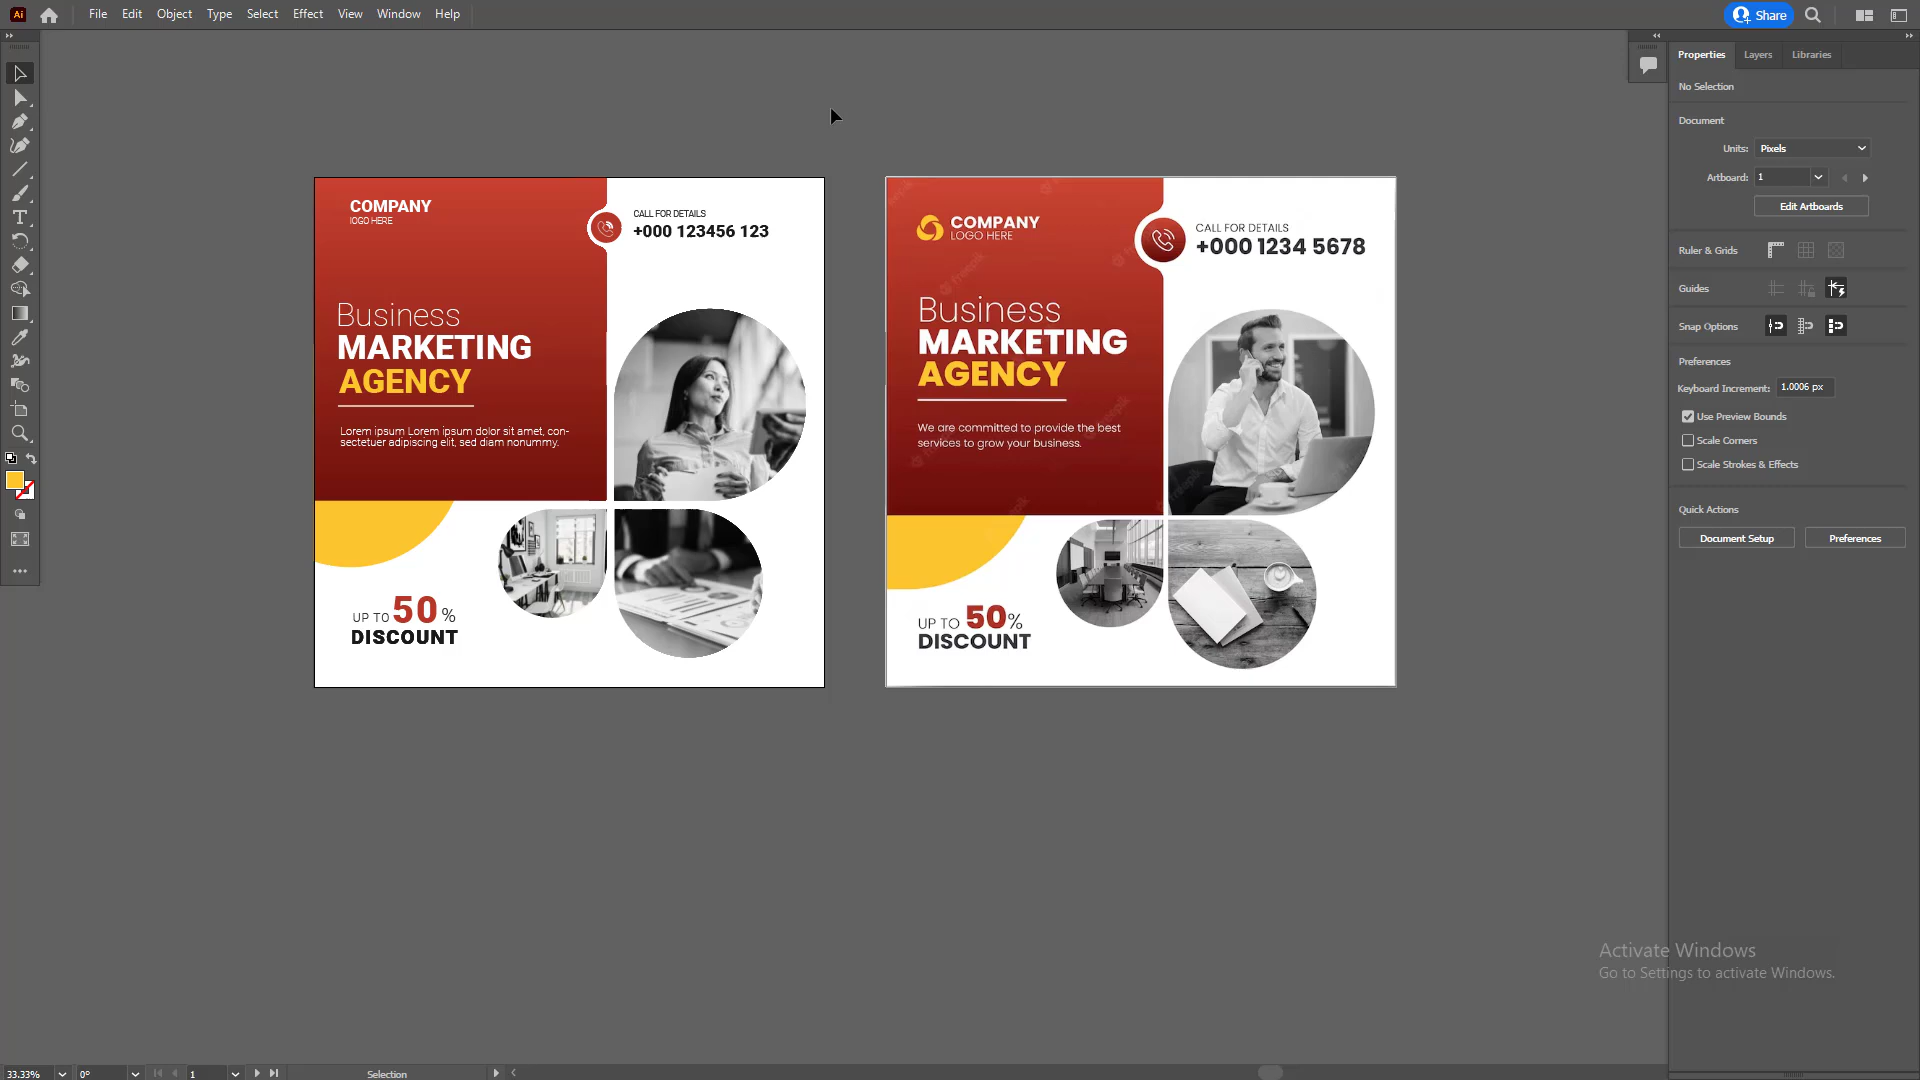 Ai
File Edit Object Type Select Effect View Window Help
Share
Properties Layers Libraries
No Selection
Document
Units: Pixels
Artboard: 1
Edit Artboards
Ruler & Grids
Guides
Snap Options
Preferences
Keyboard Increment: 1.0006 px
Use Preview Bounds
Scale Corners
Scale Strokes & Effects
Quick Actions
Document Setup Preferences
COMPANY
lOGO HERE
CALL FOR DETAILS
+000 123456 123
Business
MARKETING
AGENCY
Lorem ipsum Lorem ipsum dolor sit amet, con-
sectetuer adipiscing elit, sed diam nonummy.
UP TO 50 %
DISCOUNT
COMPANY
LOGO HERE
CALL FOR DETAILS
+000 1234 5678
freepik
freepik
Business
MARKETING
AGENCY
We are committed to provide the best
services to grow your business.
UP TO 50%
DISCOUNT
Activate Windows
Go to Settings to activate Windows.
33.33% 0° 1 Selection